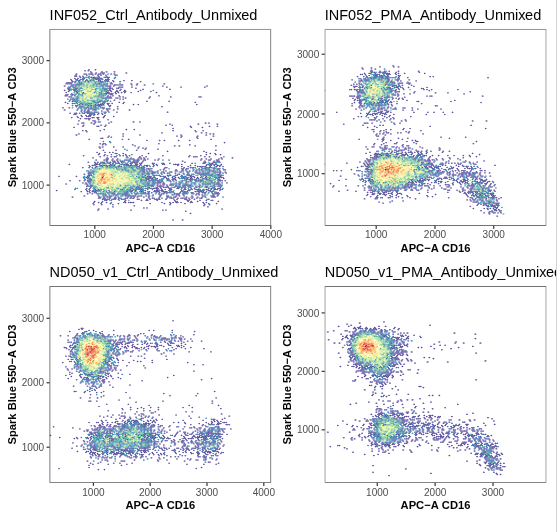 INF052_Ctrl_Antibody_Unmixed
INF052_PMA_Antibody_Unmixed
Spark Blue 550−A CD3
3000
2000
1000
1000
2000
3000
4000
APC−A CD16
Spark Blue 550−A CD3
3000
2000
1000
1000
2000
3000
APC−A CD16
ND050_v1_Ctrl_Antibody_Unmixed
ND050_v1_PMA_Antibody_Unmixed
Spark Blue 550−A CD3
3000
2000
1000
1000
2000
3000
4000
APC−A CD16
Spark Blue 550−A CD3
3000
2000
1000
1000
2000
3000
APC−A CD16